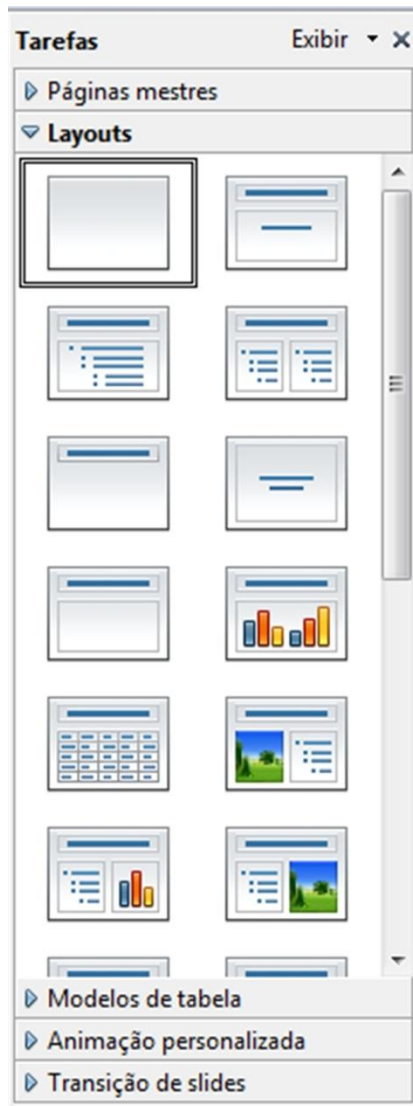 Tarefas Exibir
Páginas mestres
Layouts
Modelos de tabela
Animação personalizada
Transição de slides